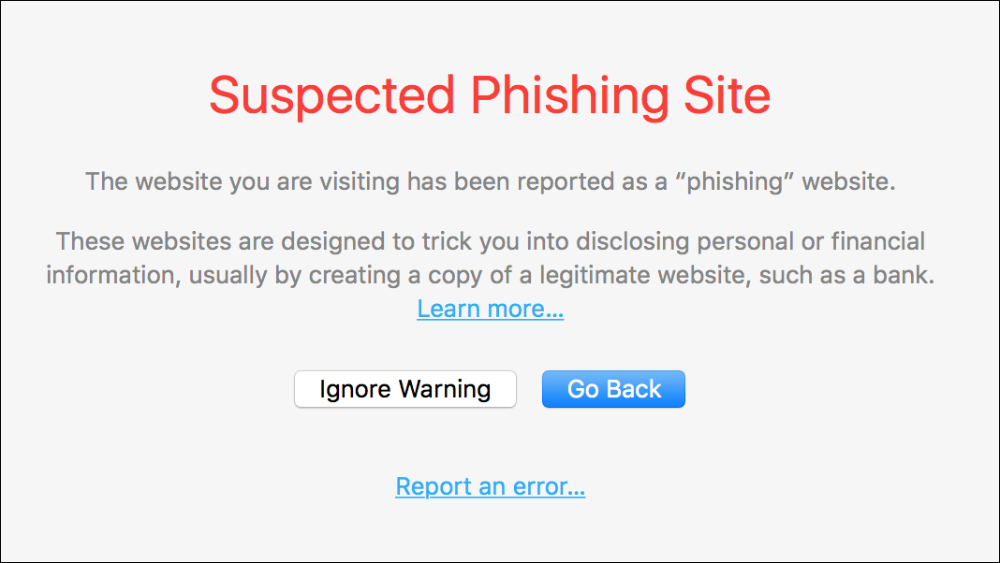 Suspected Phishing Site
The website you are visiting has been reported as a “phishing” website.
These websites are designed to trick you into disclosing personal or financial
information, usually by creating a copy of a legitimate website, such as a bank.
Learn more...
Ignore Warning
Go Back
Report an error...